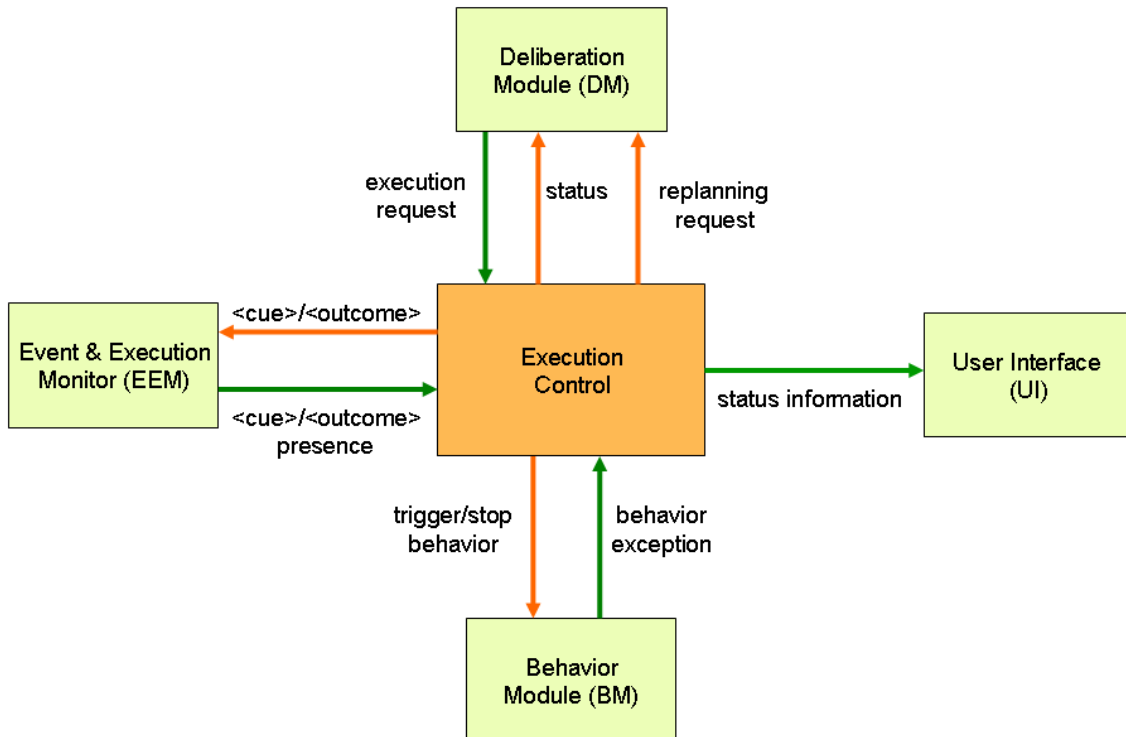 Deliberation
Module (DM)
execution
request
status
replanning
request
<cue>/<outcome>
Event & Execution
Monitor (EEM)
<cue>/<outcome>
presence
Execution
Control
status information
User Interface
(UI)
trigger/stop
behavior
behavior
exception
Behavior
Module (BM)